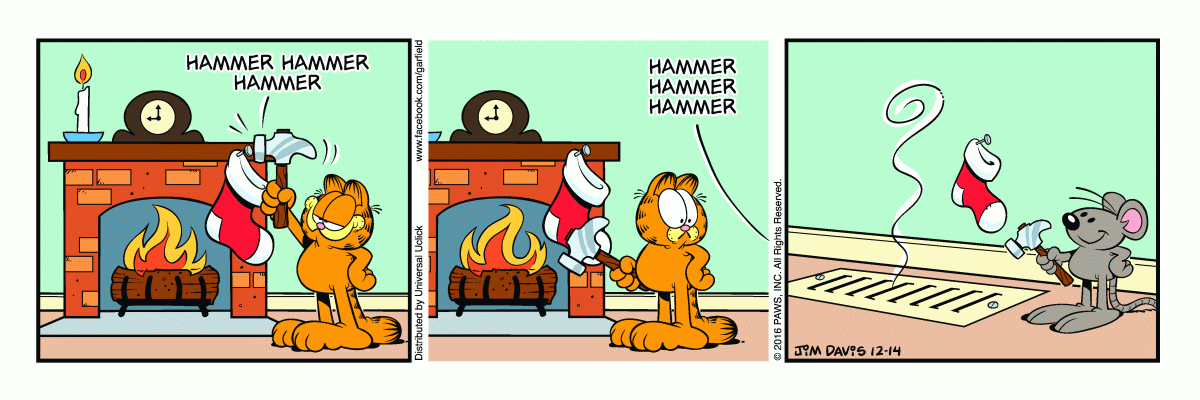 HAMMER HAMMER
HAMMER
www.facebook.com/garfield
Distributed by Universal Uclick
HAMMER
HAMMER
HAMMER
© 2016 PAWS, INC. All Rights Reserved.
JIM DAVIS 12-14